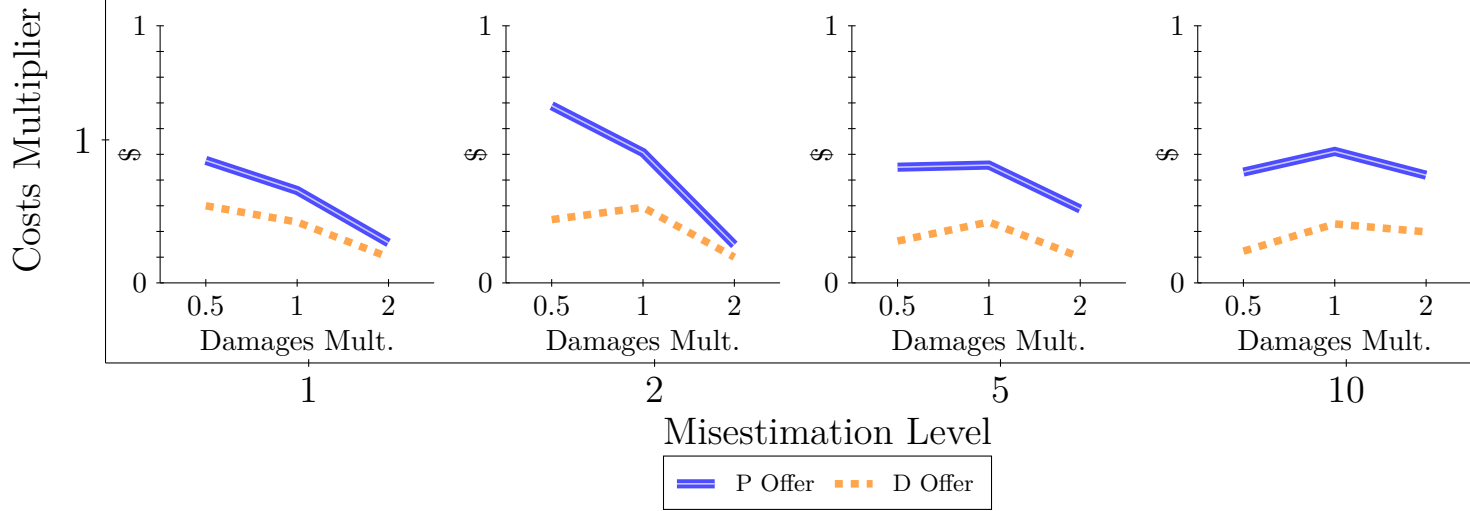 Costs Multiplier
1
1
$
0
0.5 1 2
Damages Mult.
1
$
0
0.5 1 2
Damages Mult.
1
$
0
0.5 1 2
Damages Mult.
1
$
0
0.5 1 2
Damages Mult.
1 2 5 10
Misestimation Level
P Offer D Offer